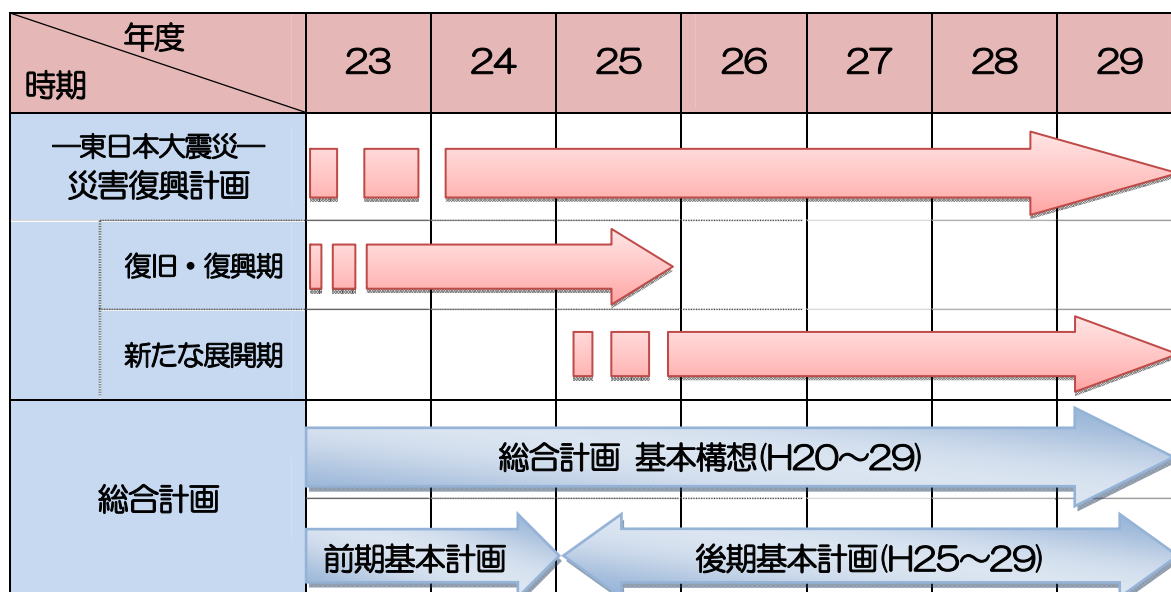 年度
時期
23 24 25 26 27 28 29
―東日本大震災―
災害復興計画
復旧・復興期
新たな展開期
総合計画
総合計画 基本構想(H20～29)
前期基本計画
後期基本計画(H25～29)